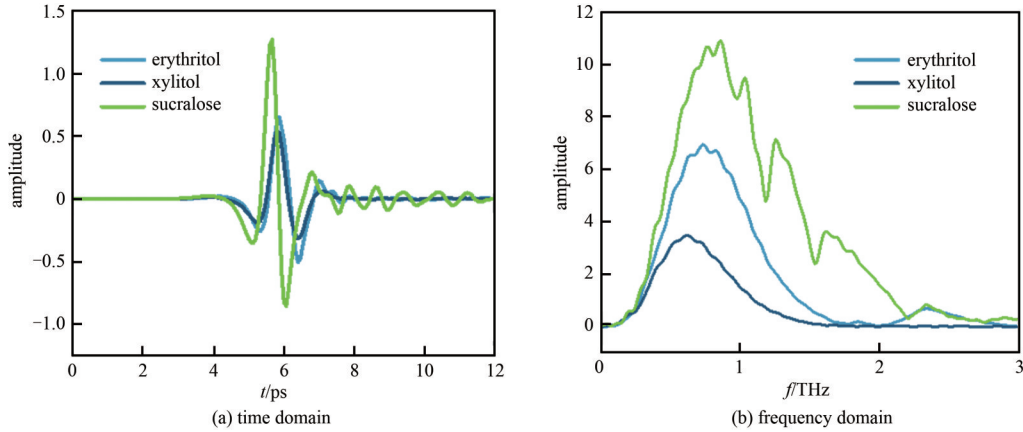 1.5
1.0
0.5
0
−0.5
−1.0
amplitude
erythritol
xylitol
sucralose
0 2 4 6 8 10 12
t/ps
(a) time domain
12
10
8
6
4
2
0
amplitude
erythritol
xylitol
sucralose
0 1 2 3
f/THz
(b) frequency domain